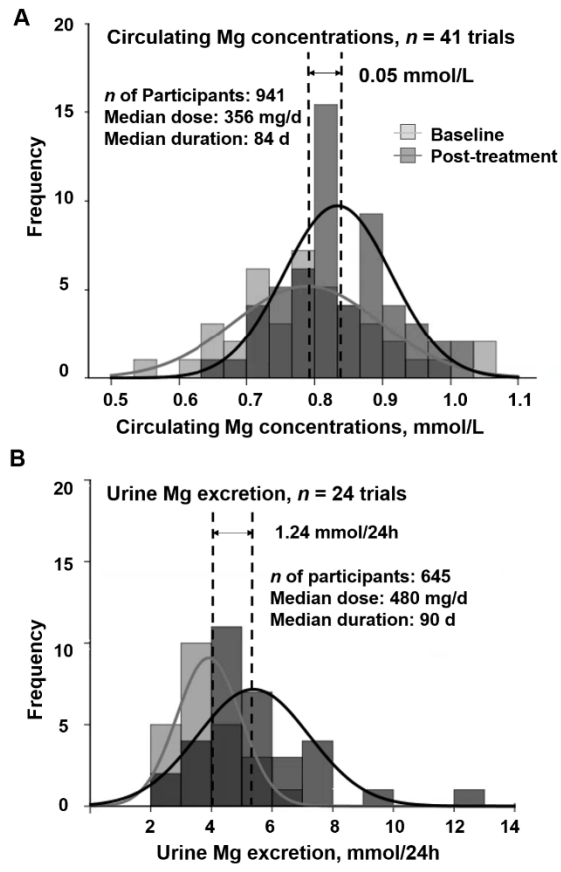 A
Circulating Mg concentrations, n = 41 trials
0.05 mmol/L
n of Participants: 941
Median dose: 356 mg/d
Median duration: 84 d
Baseline
Post-treatment
Frequency
20
15
10
5
0
0.5 0.6 0.7 0.8 0.9 1.0 1.1
Circulating Mg concentrations, mmol/L
B
Urine Mg excretion, n = 24 trials
1.24 mmol/24h
n of participants: 645
Median dose: 480 mg/d
Median duration: 90 d
Frequency
20
15
10
5
0
2 4 6 8 10 12 14
Urine Mg excretion, mmol/24h